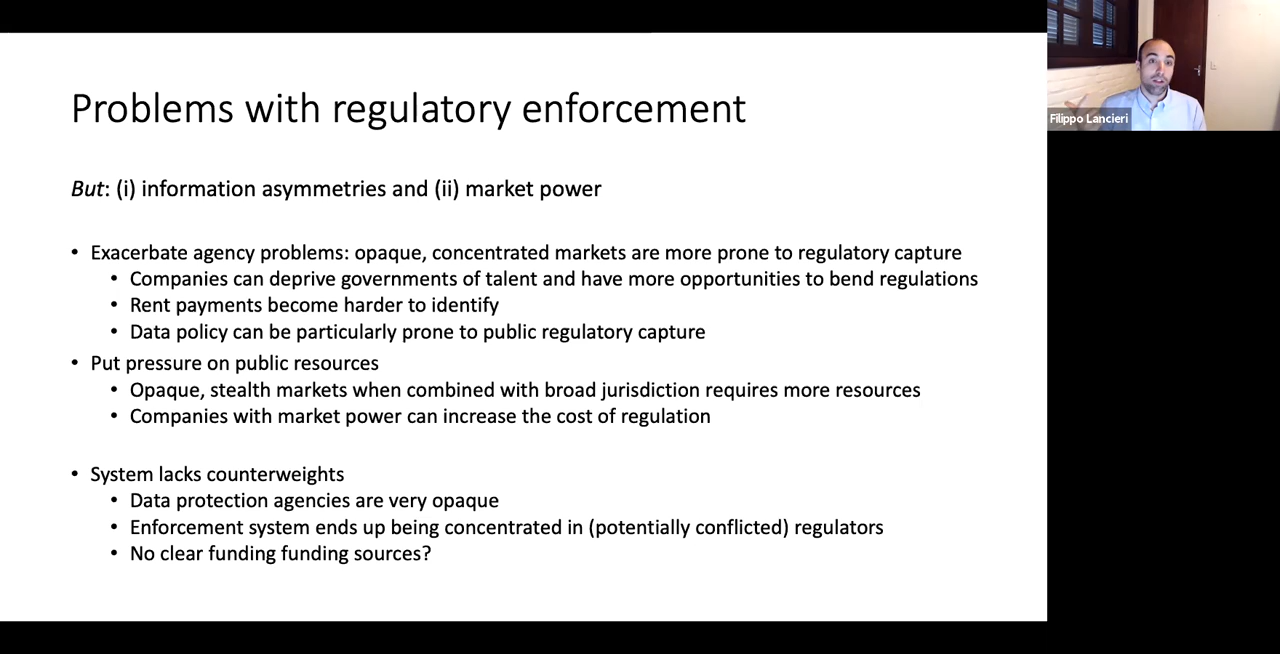 Problems with regulatory enforcement
But: (i) information asymmetries and (ii) market power
• Exacerbate agency problems: opaque, concentrated markets are more prone to regulatory capture
• Companies can deprive governments of talent and have more opportunities to bend regulations
• Rent payments become harder to identify
• Data policy can be particularly prone to public regulatory capture
• Put pressure on public resources
• Opaque, stealth markets when combined with broad jurisdiction requires more resources
• Companies with market power can increase the cost of regulation
• System lacks counterweights
• Data protection agencies are very opaque
• Enforcement system ends up being concentrated in (potentially conflicted) regulators
• No clear funding funding sources?
Filippo Lancieri